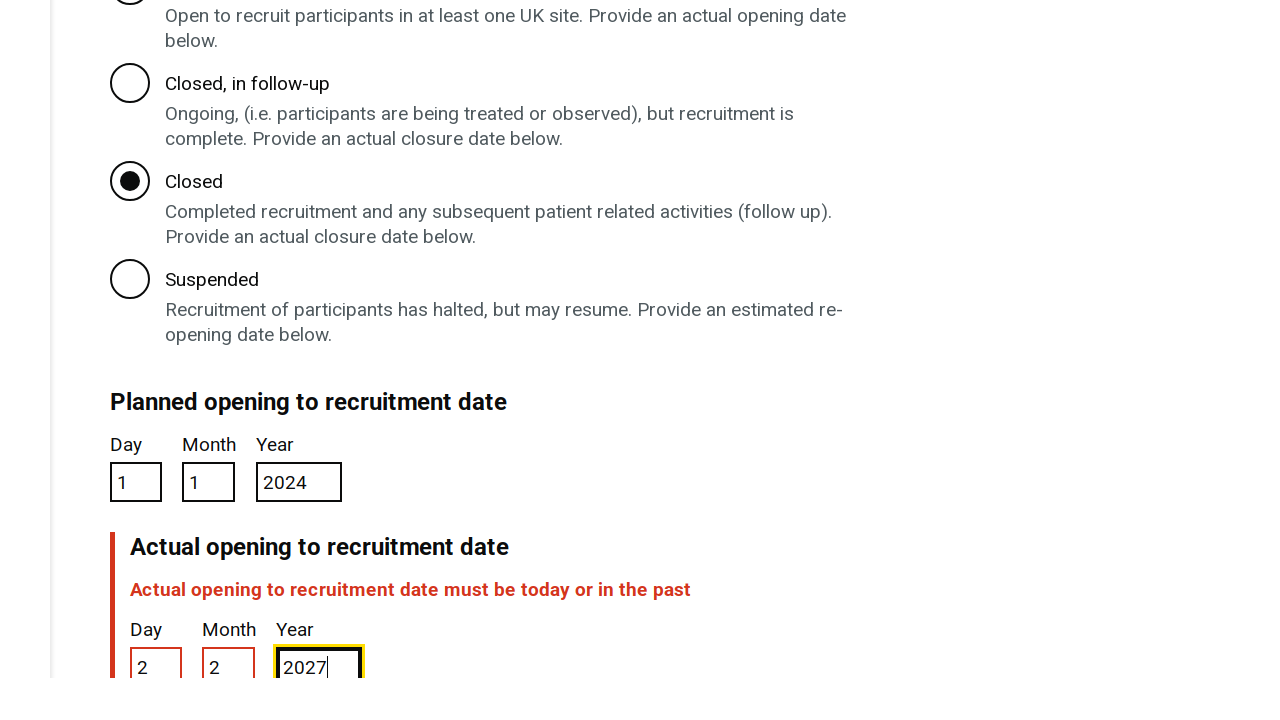 Open to recruit participants in at least one UK site. Provide an actual opening date
below.
Closed, in follow-up
Ongoing, (i.e. participants are being treated or observed), but recruitment is
complete. Provide an actual closure date below.
Closed
Completed recruitment and any subsequent patient related activities (follow up).
Provide an actual closure date below.
Suspended
Recruitment of participants has halted, but may resume. Provide an estimated re-
opening date below.
Planned opening to recruitment date
Day Month Year
1 1 2024
Actual opening to recruitment date
Actual opening to recruitment date must be today or in the past
Day Month Year
2 2 2027